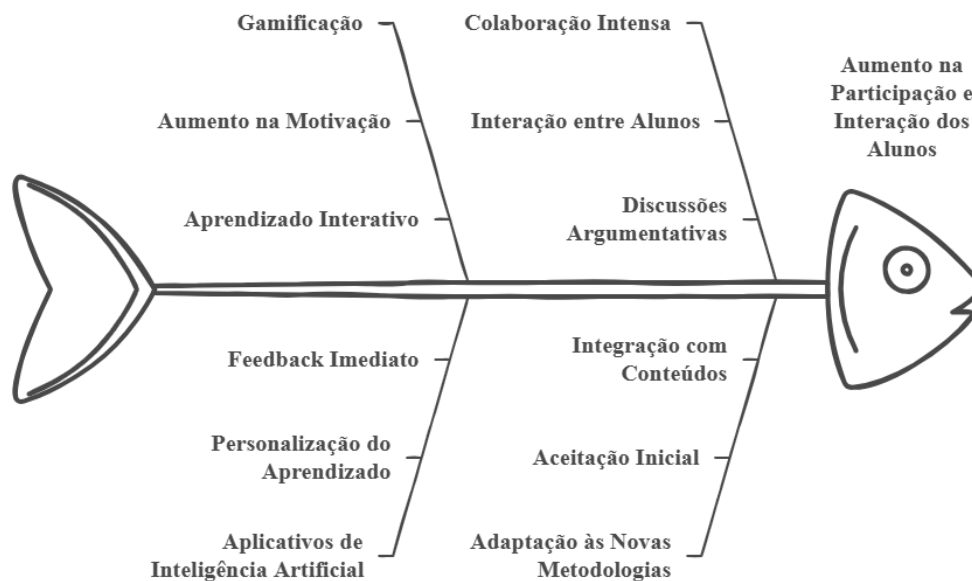 Gamificação
Aumento na Motivação
Aprendizado Interativo
Colaboração Intensa
Interação entre Alunos
Discussões
Argumentativas
Aumento na
Participação e
Interação dos
Alunos
Feedback Imediato
Personalização do
Aprendizado
Aplicativos de
Inteligência Artificial
Integração com
Conteúdos
Aceitação Inicial
Adaptação às Novas
Metodologias